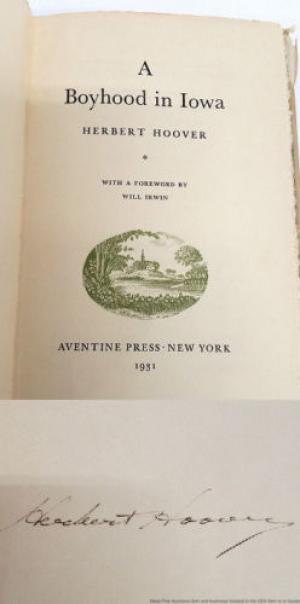 A
Boyhood in Iowa
HERBERT HOOVER
WITH A FOREWORD BY
WILL IRWIN
AVENTINE PRESS · NEW YORK
1931
Herbert Hoover